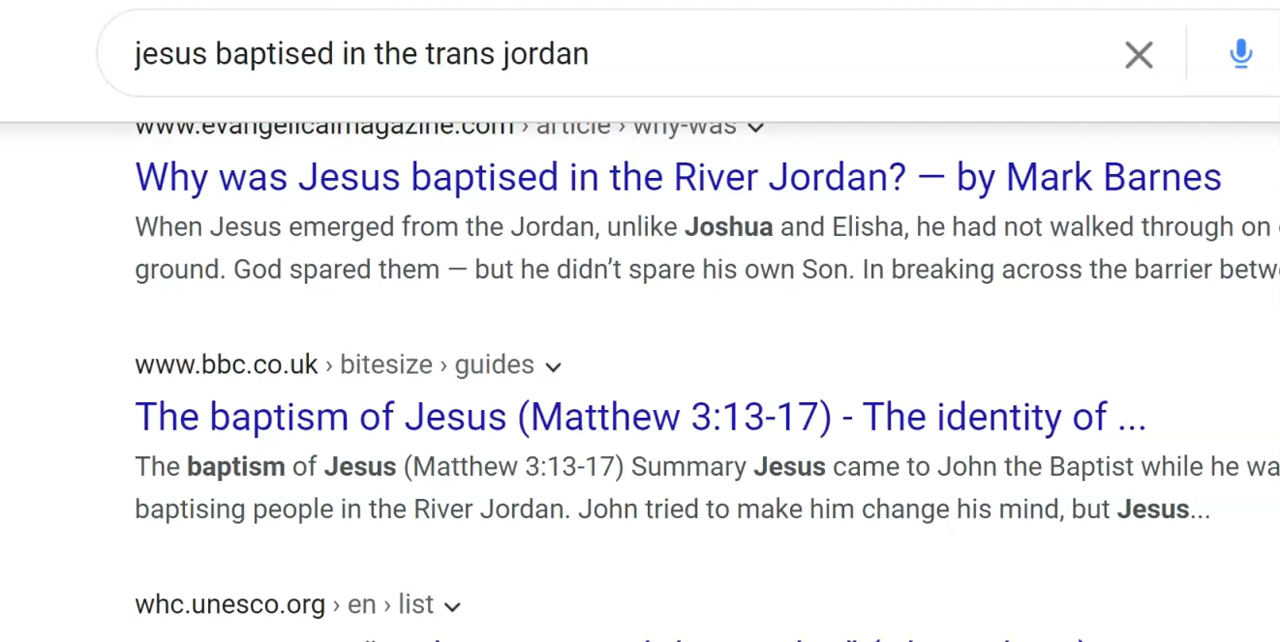 jesus baptised in the trans jordan
www.evangelicalmagazine.com › article › why-was
Why was Jesus baptised in the River Jordan? — by Mark Barnes
When Jesus emerged from the Jordan, unlike Joshua and Elisha, he had not walked through on
ground. God spared them — but he didn’t spare his own Son. In breaking across the barrier betw
www.bbc.co.uk › bitesize › guides
The baptism of Jesus (Matthew 3:13-17) - The identity of ...
The baptism of Jesus (Matthew 3:13-17) Summary Jesus came to John the Baptist while he wa
baptising people in the River Jordan. John tried to make him change his mind, but Jesus...
whc.unesco.org › en › list